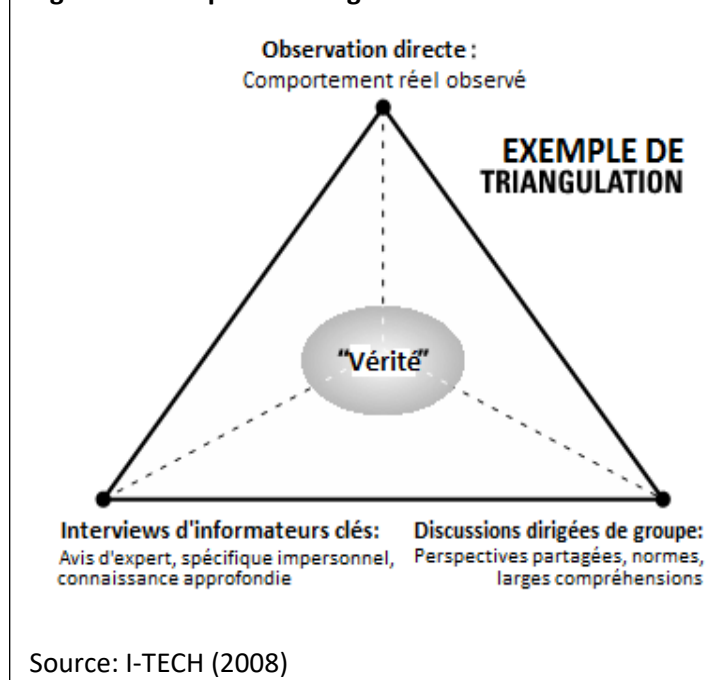 Observation directe :
Comportement réel observé
EXEMPLE DE
TRIANGULATION
"Vérité"
Interviews d'informateurs clés:
Avis d'expert, spécifique impersonnel,
connaissance approfondie
Discussions dirigées de groupe:
Perspectives partagées, normes,
larges compréhensions
Source: I-TECH (2008)